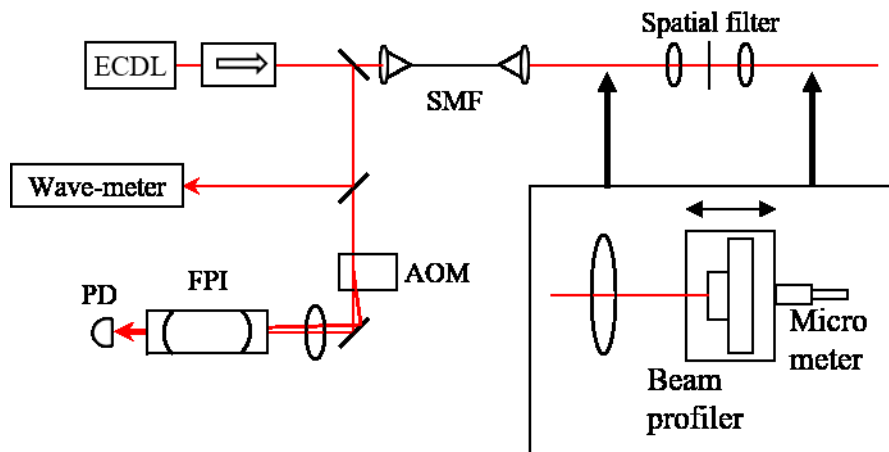 Spatial filter
ECDL
SMF
Wave-meter
AOM
PD
FPI
Micro
meter
Beam
profiler